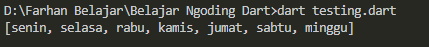 D:\Farhan Belajar\Belajar Ngoding Dart>dart testing.dart
[senin, selasa, rabu, kamis, jumat, sabtu, minggu]